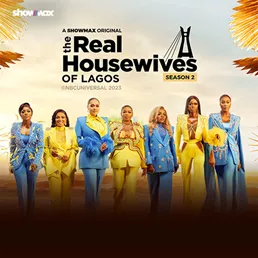 showmax
A SHOWMAX ORIGINAL
the Real
Housewives
OF LAGOS
SEASON 2
©NBCUNIVERSAL 2023